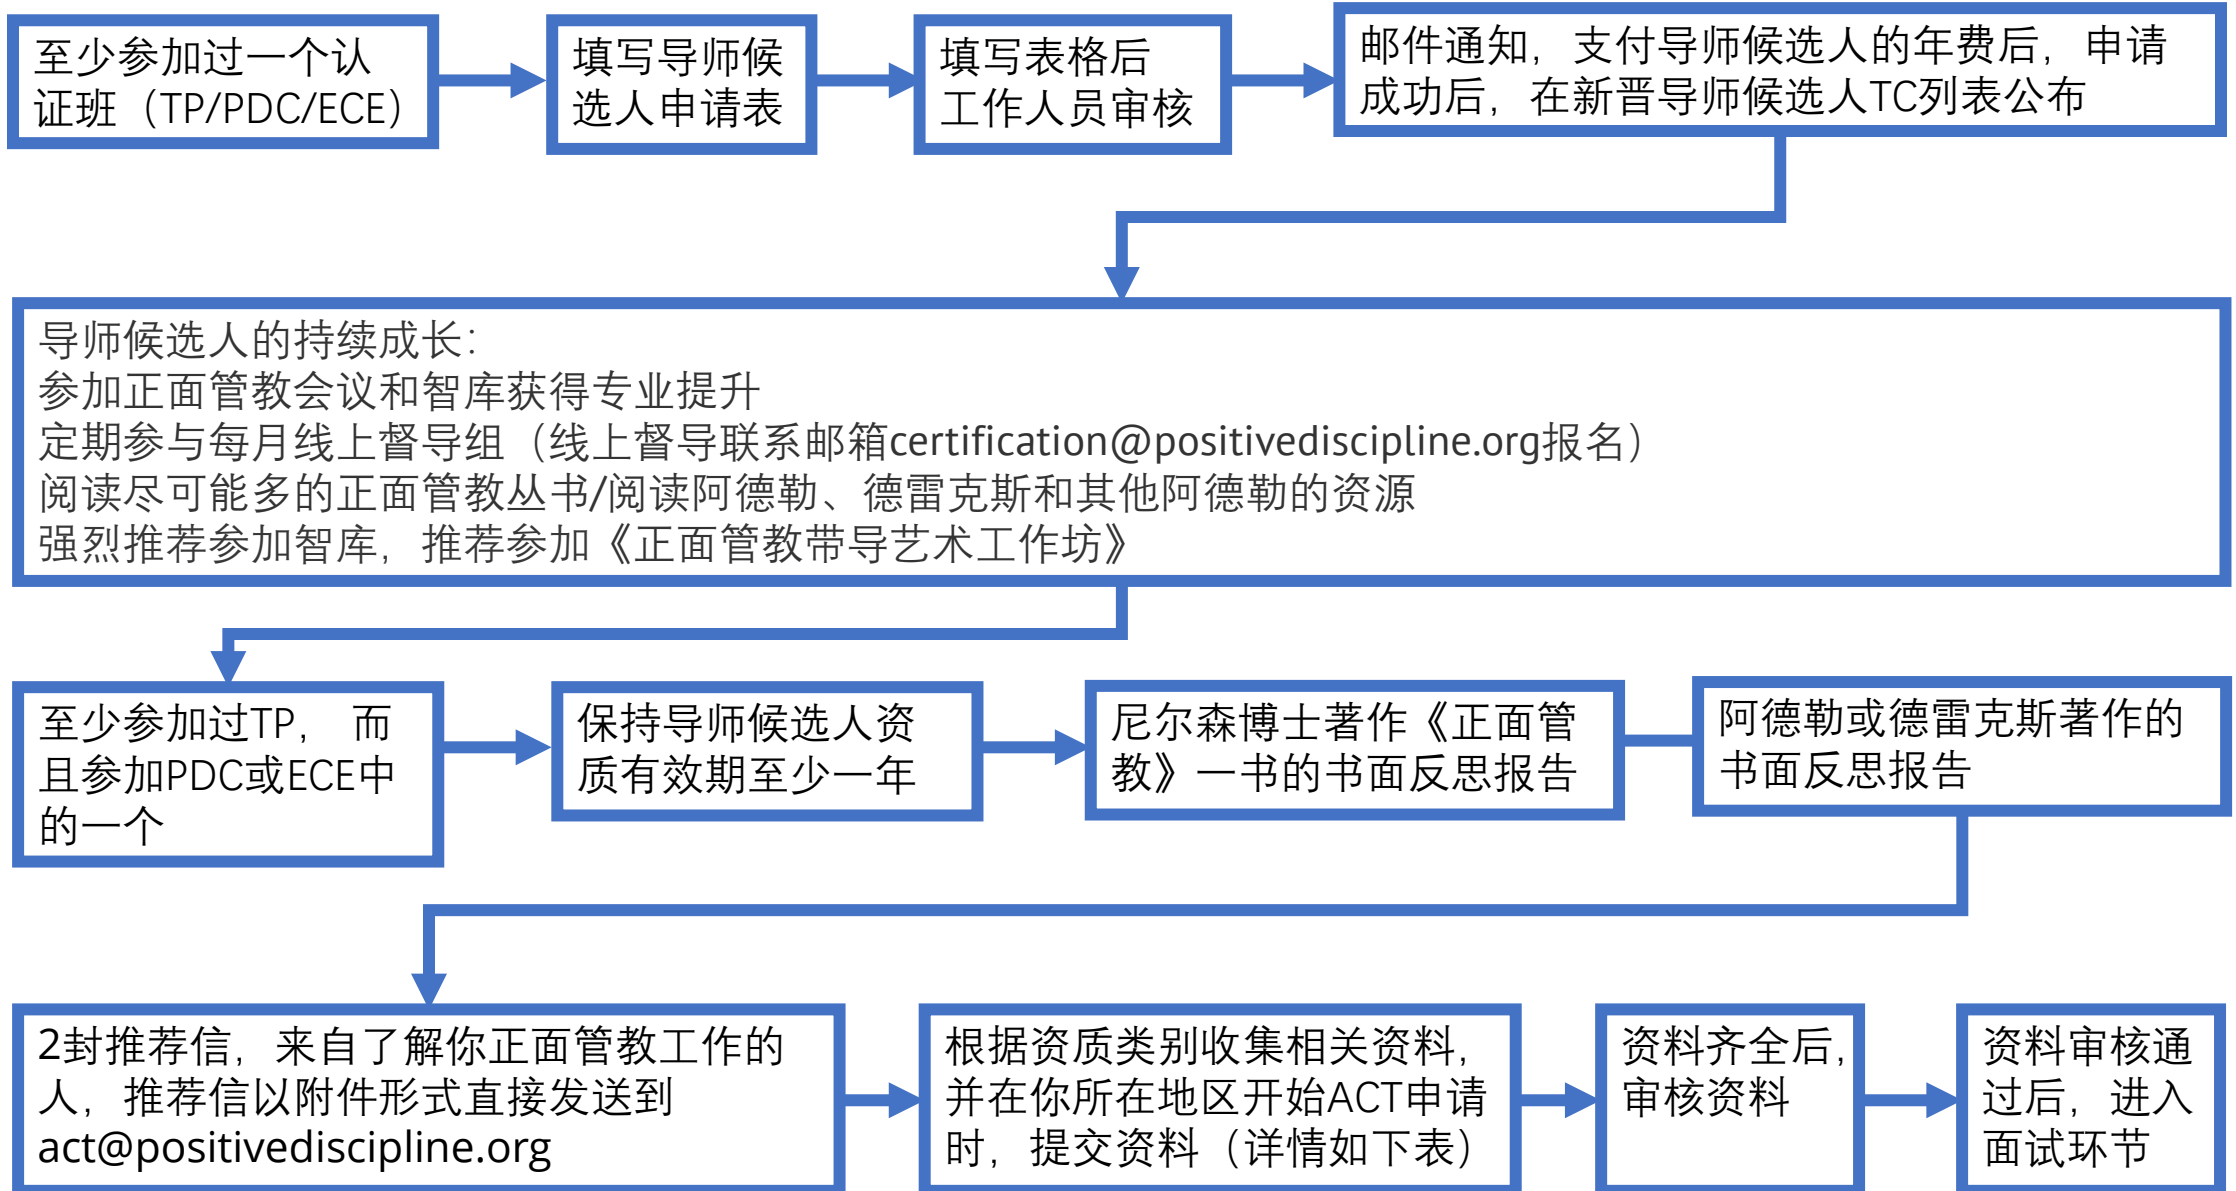 至少参加过一个认
证班（TP/PDC/ECE）
填写导师候
选人申请表
填写表格后
工作人员审核
邮件通知，支付导师候选人的年费后，申请
成功后，在新晋导师候选人TC列表公布
导师候选人的持续成长：
参加正面管教会议和智库获得专业提升
定期参与每月线上督导组（线上督导联系邮箱certification@positivediscipline.org报名）
阅读尽可能多的正面管教丛书/阅读阿德勒、德雷克斯和其他阿德勒的资源
强烈推荐参加智库，推荐参加《正面管教带导艺术工作坊》
至少参加过TP， 而
且参加PDC或ECE中
的一个
保持导师候选人资
质有效期至少一年
尼尔森博士著作《正面管
教》一书的书面反思报告
阿德勒或德雷克斯著作的
书面反思报告
2封推荐信，来自了解你正面管教工作的
人，推荐信以附件形式直接发送到
act@positivediscipline.org
根据资质类别收集相关资料，
并在你所在地区开始ACT申请
时，提交资料（详情如下表）
资料齐全后，
审核资料
资料审核通
过后，进入
面试环节